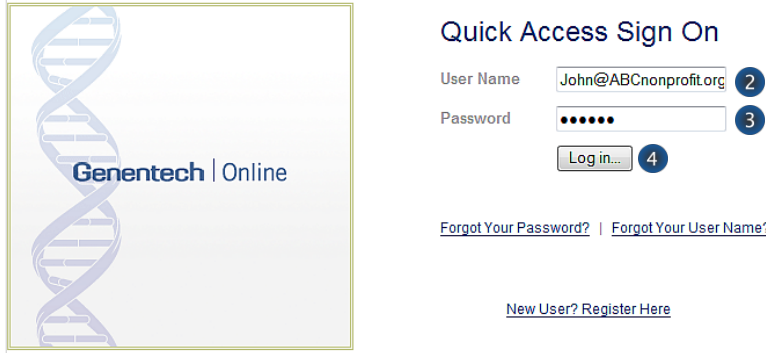 Genentech | Online
Quick Access Sign On
User Name John@ABCnonprofit.org 2
Password •••••• 3
Log in... 4
Forgot Your Password? | Forgot Your User Name?
New User? Register Here